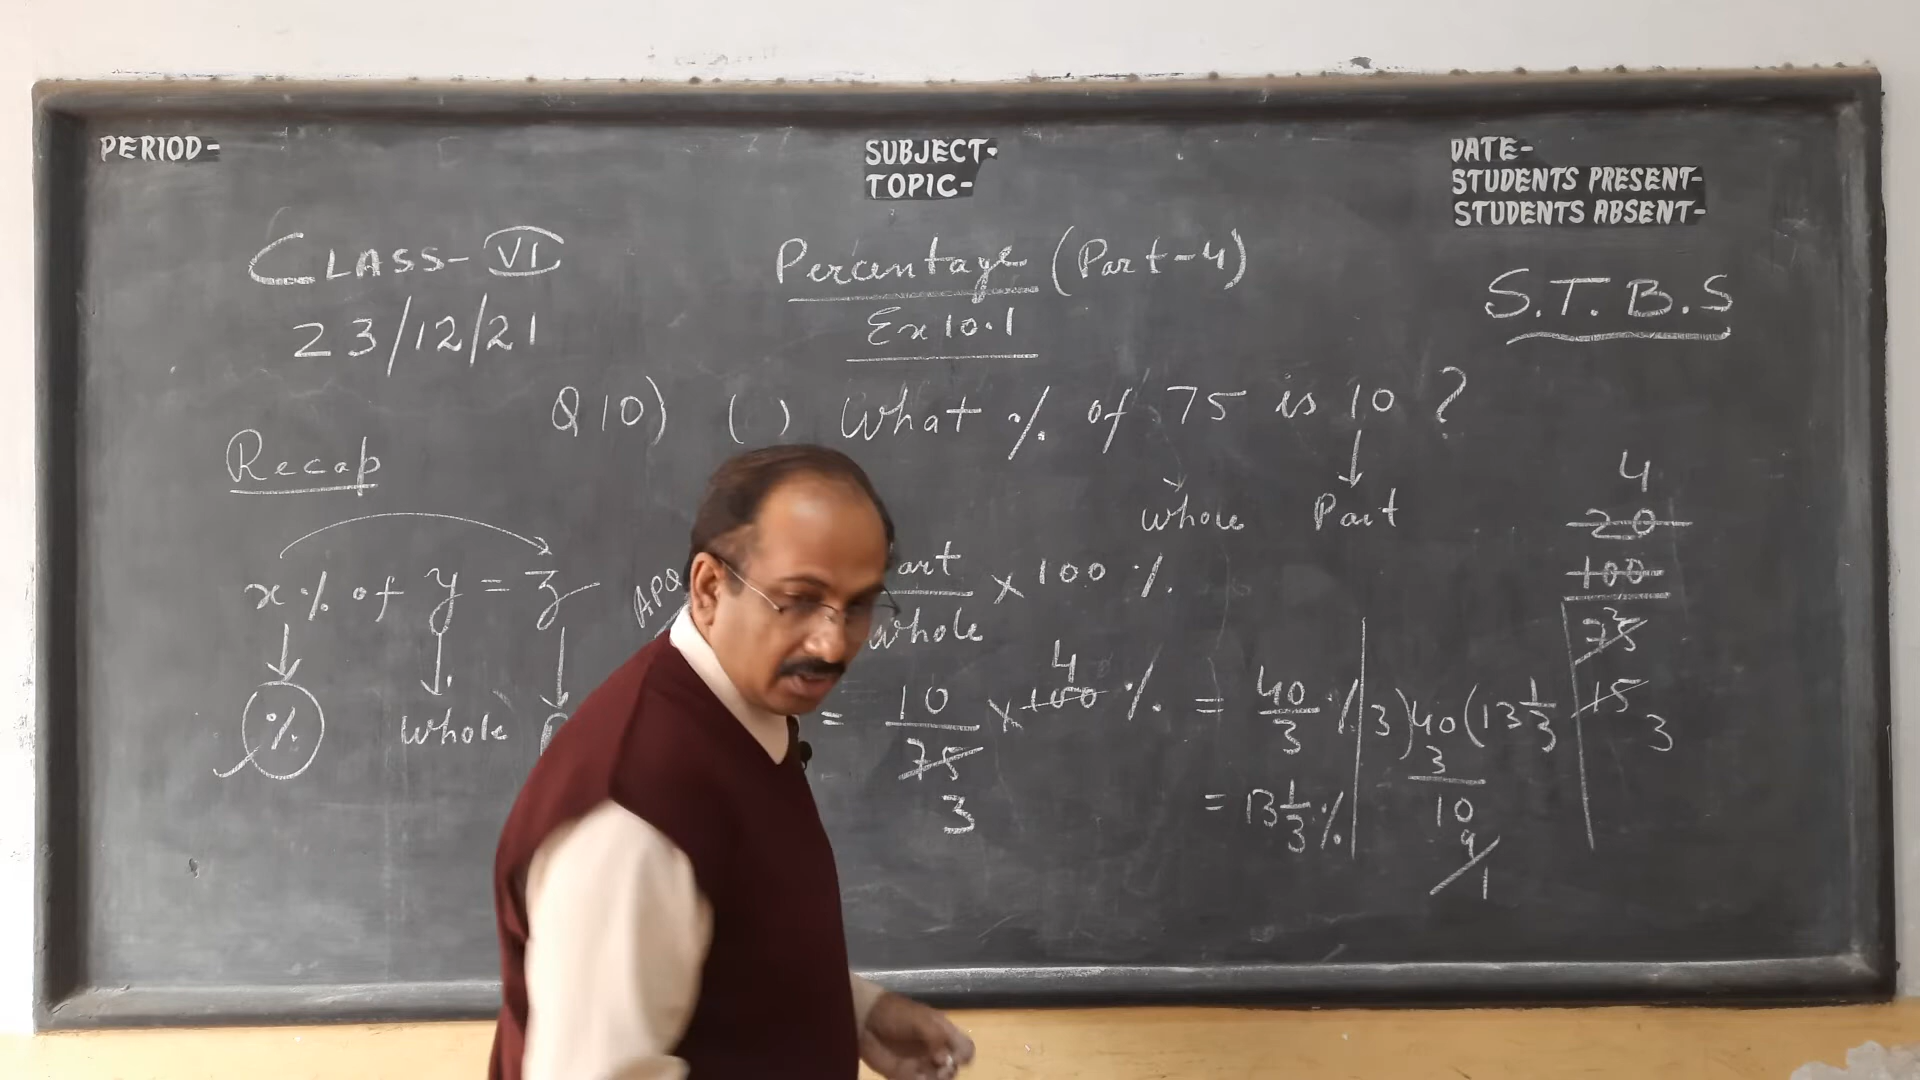 PERIOD-
SUBJECT-
TOPIC-
DATE-
STUDENTS PRESENT-
STUDENTS ABSENT-
CLASS-VI
23/12/21
Percentage (Part-4)
Ex 10.1
S.T.B.S
Q10) ( ) What % of 75 is 10 ?
whole Part
Recap
x % of y = z
%
whole
art
whole
× 100 %
= 10/75 × 100 % = 40/3 %
4
3
= 13 1/3 %
3)40(13 1/3
3
10
9
1
4
20
100
75
15
3